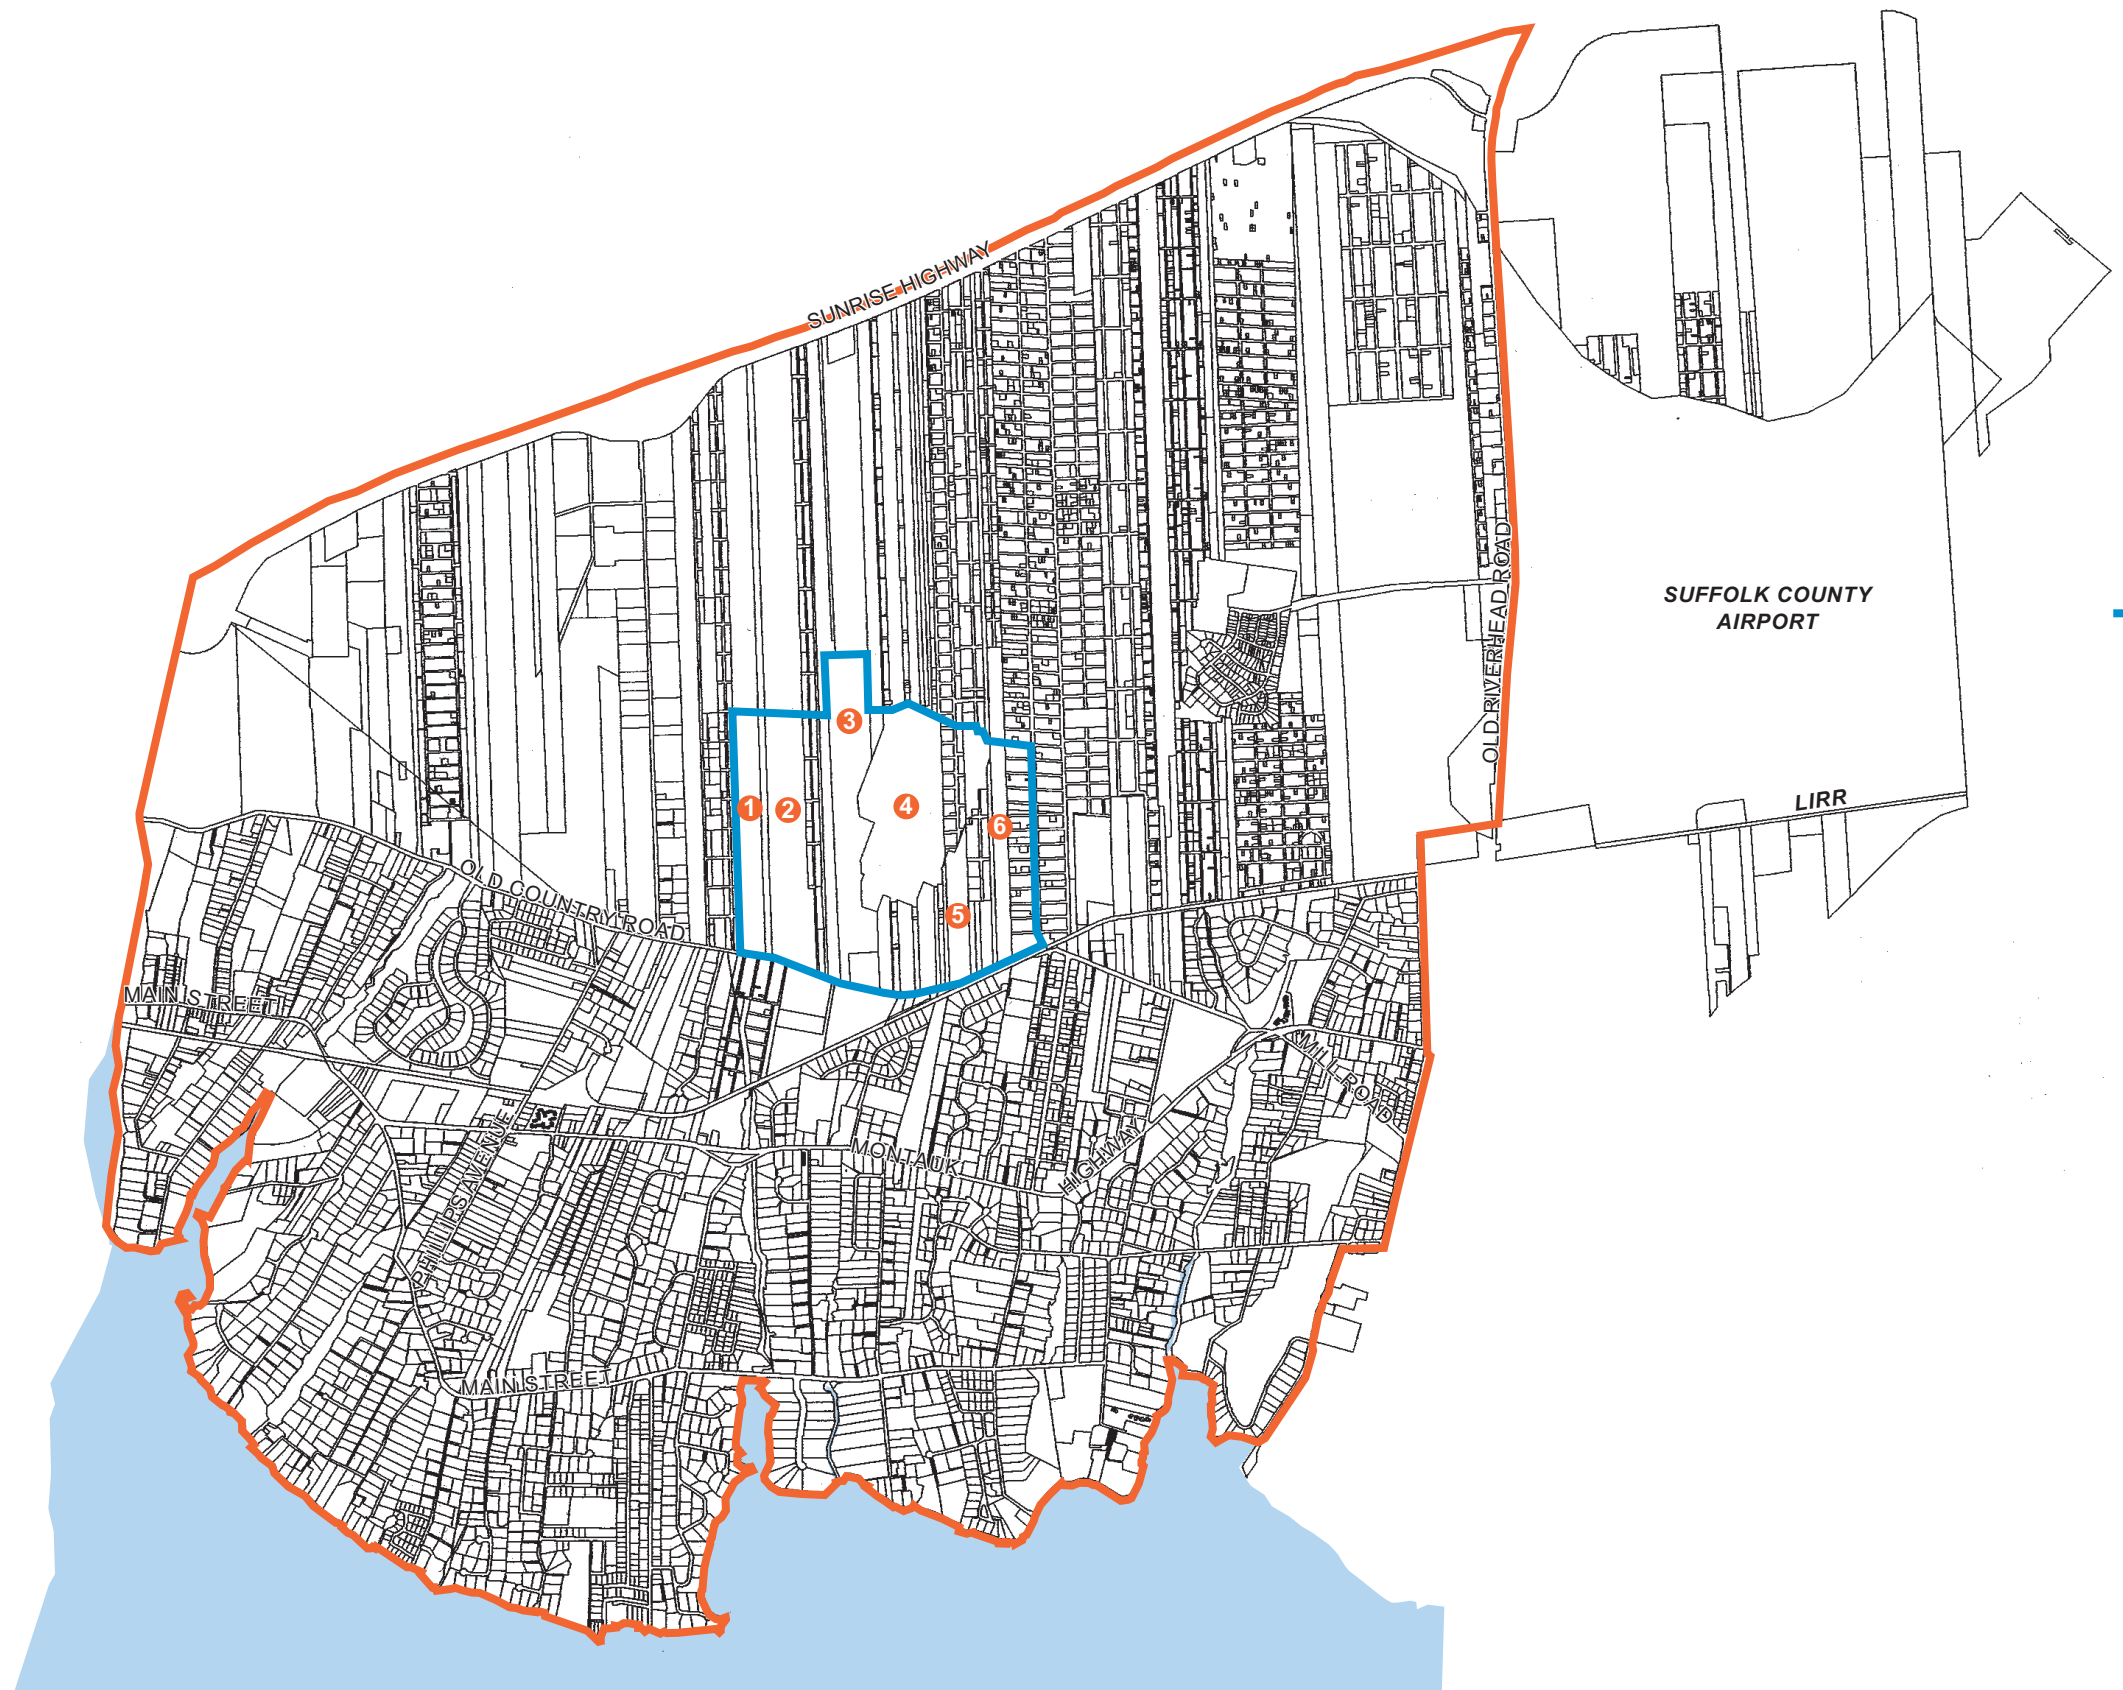 SUNRISE HIGHWAY
OLD RIVERHEAD ROAD
SUFFOLK COUNTY
AIRPORT
3
1
2
4
6
5
LIRR
OLD COUNTRY ROAD
MAIN STREET
MILL ROAD
PHILLIPS AVENUE
MONTAUK
HIGHWAY
MAIN STREET